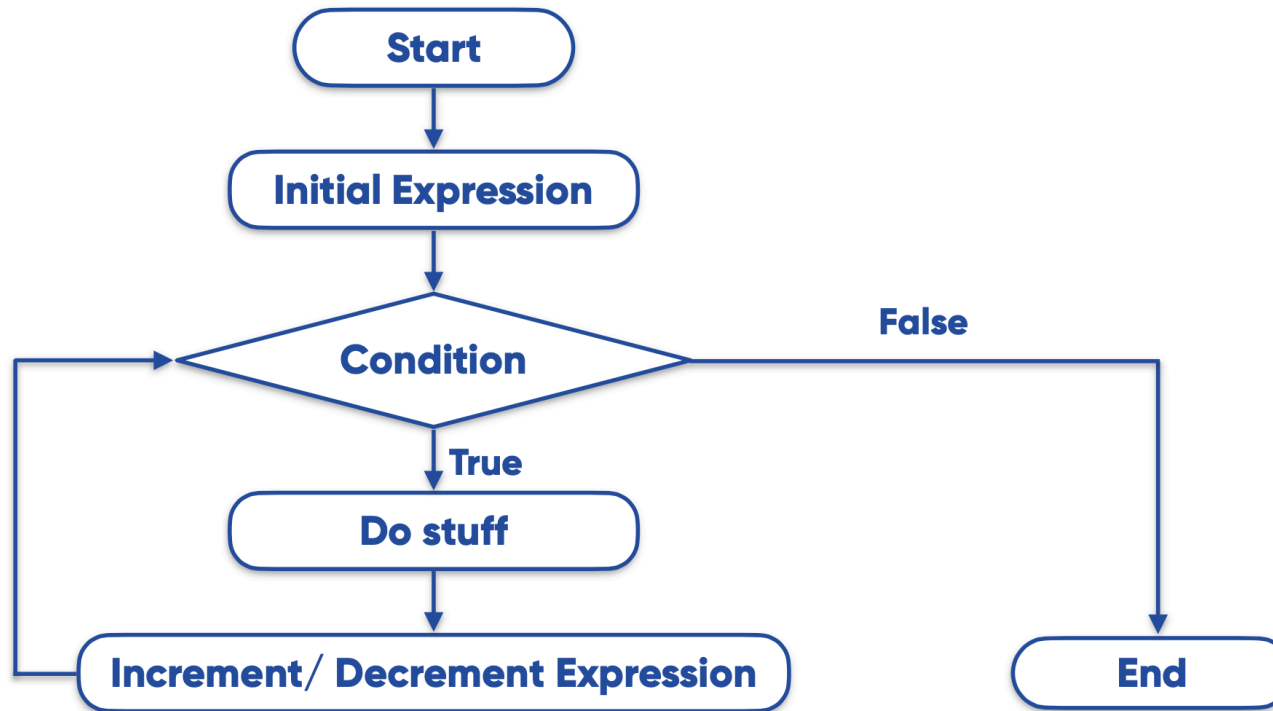 Start
Initial Expression
Condition
False
True
Do stuff
Increment/ Decrement Expression
End